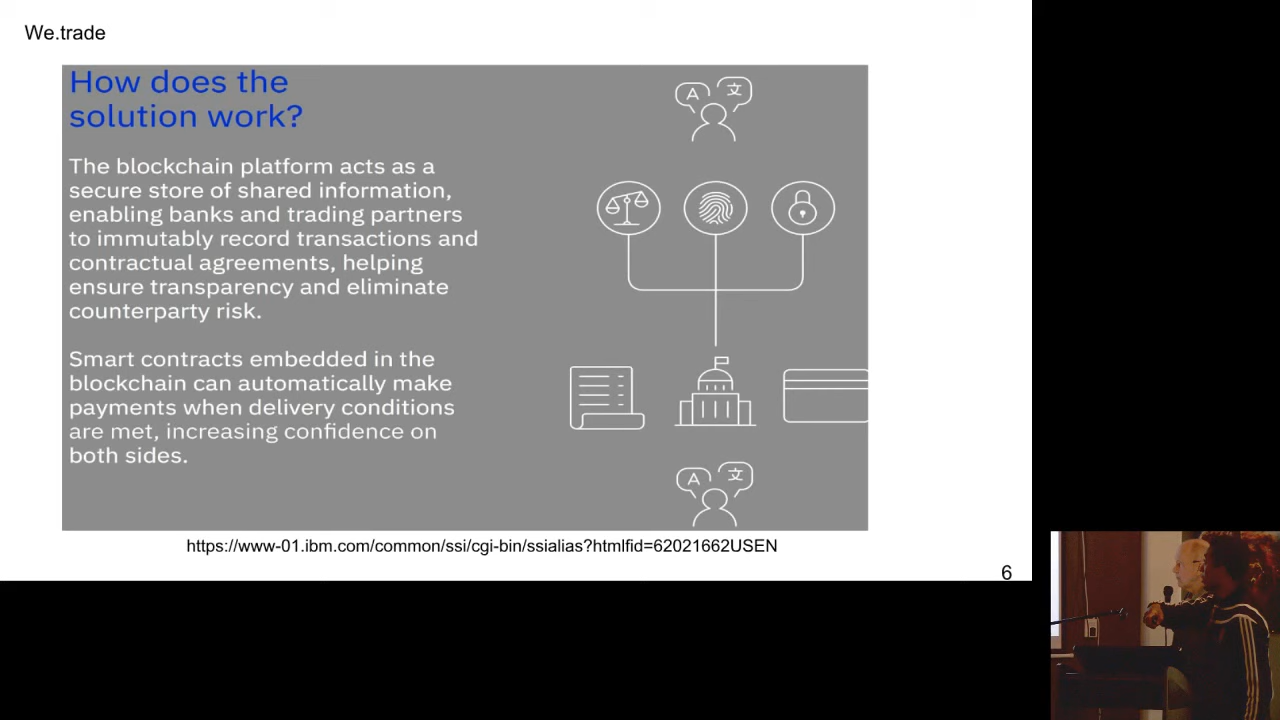 We.trade
How does the
solution work?
The blockchain platform acts as a
secure store of shared information,
enabling banks and trading partners
to immutably record transactions and
contractual agreements, helping
ensure transparency and eliminate
counterparty risk.
Smart contracts embedded in the
blockchain can automatically make
payments when delivery conditions
are met, increasing confidence on
both sides.
A 文
A 文
https://www-01.ibm.com/common/ssi/cgi-bin/ssialias?htmlfid=62021662USEN
6